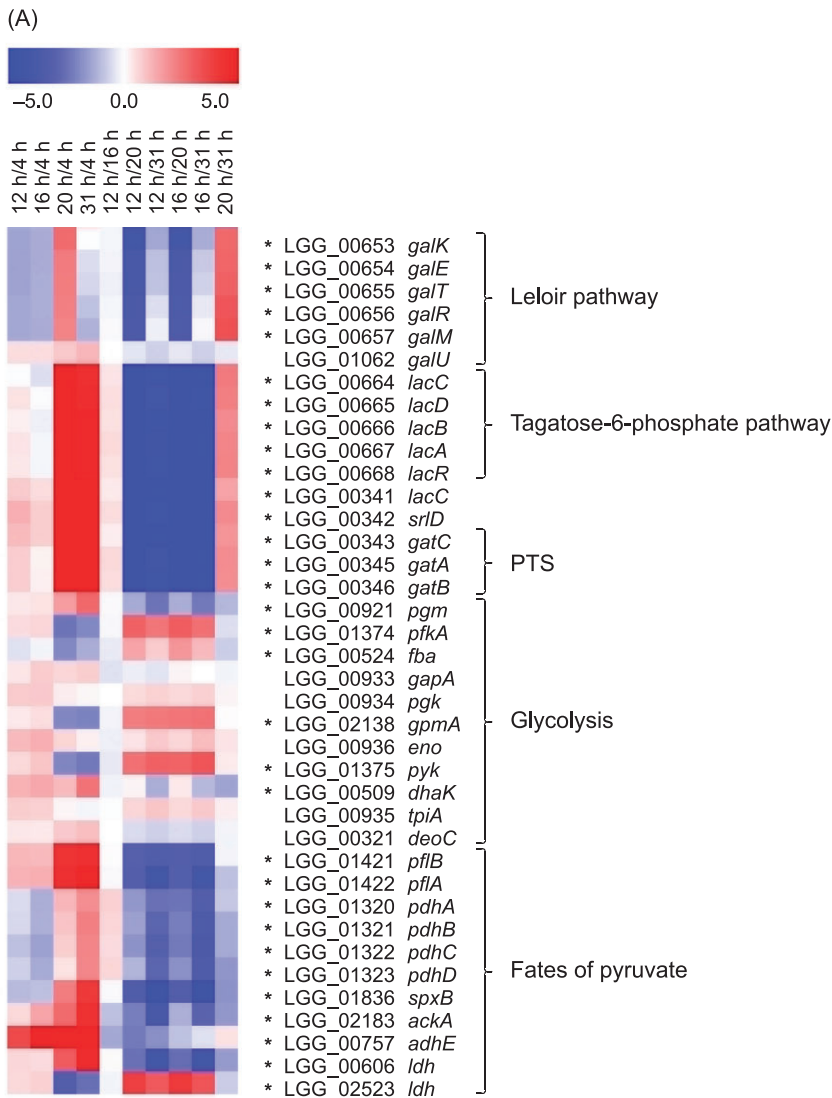 (A)
−5.0 0.0 5.0
12 h/4 h
16 h/4 h
20 h/4 h
31 h/4 h
12 h/16 h
12 h/20 h
12 h/31 h
16 h/20 h
16 h/31 h
20 h/31 h
* LGG_00653 galK
* LGG_00654 galE
* LGG_00655 galT
* LGG_00656 galR
* LGG_00657 galM
LGG_01062 galU
Leloir pathway
* LGG_00664 lacC
* LGG_00665 lacD
* LGG_00666 lacB
* LGG_00667 lacA
* LGG_00668 lacR
Tagatose-6-phosphate pathway
* LGG_00341 lacC
* LGG_00342 srlD
* LGG_00343 gatC
* LGG_00345 gatA
* LGG_00346 gatB
PTS
* LGG_00921 pgm
* LGG_01374 pfkA
* LGG_00524 fba
LGG_00933 gapA
LGG_00934 pgk
* LGG_02138 gpmA
LGG_00936 eno
* LGG_01375 pyk
* LGG_00509 dhaK
LGG_00935 tpiA
LGG_00321 deoC
Glycolysis
* LGG_01421 pflB
* LGG_01422 pflA
* LGG_01320 pdhA
* LGG_01321 pdhB
* LGG_01322 pdhC
* LGG_01323 pdhD
* LGG_01836 spxB
* LGG_02183 ackA
* LGG_00757 adhE
* LGG_00606 ldh
* LGG_02523 ldh
Fates of pyruvate